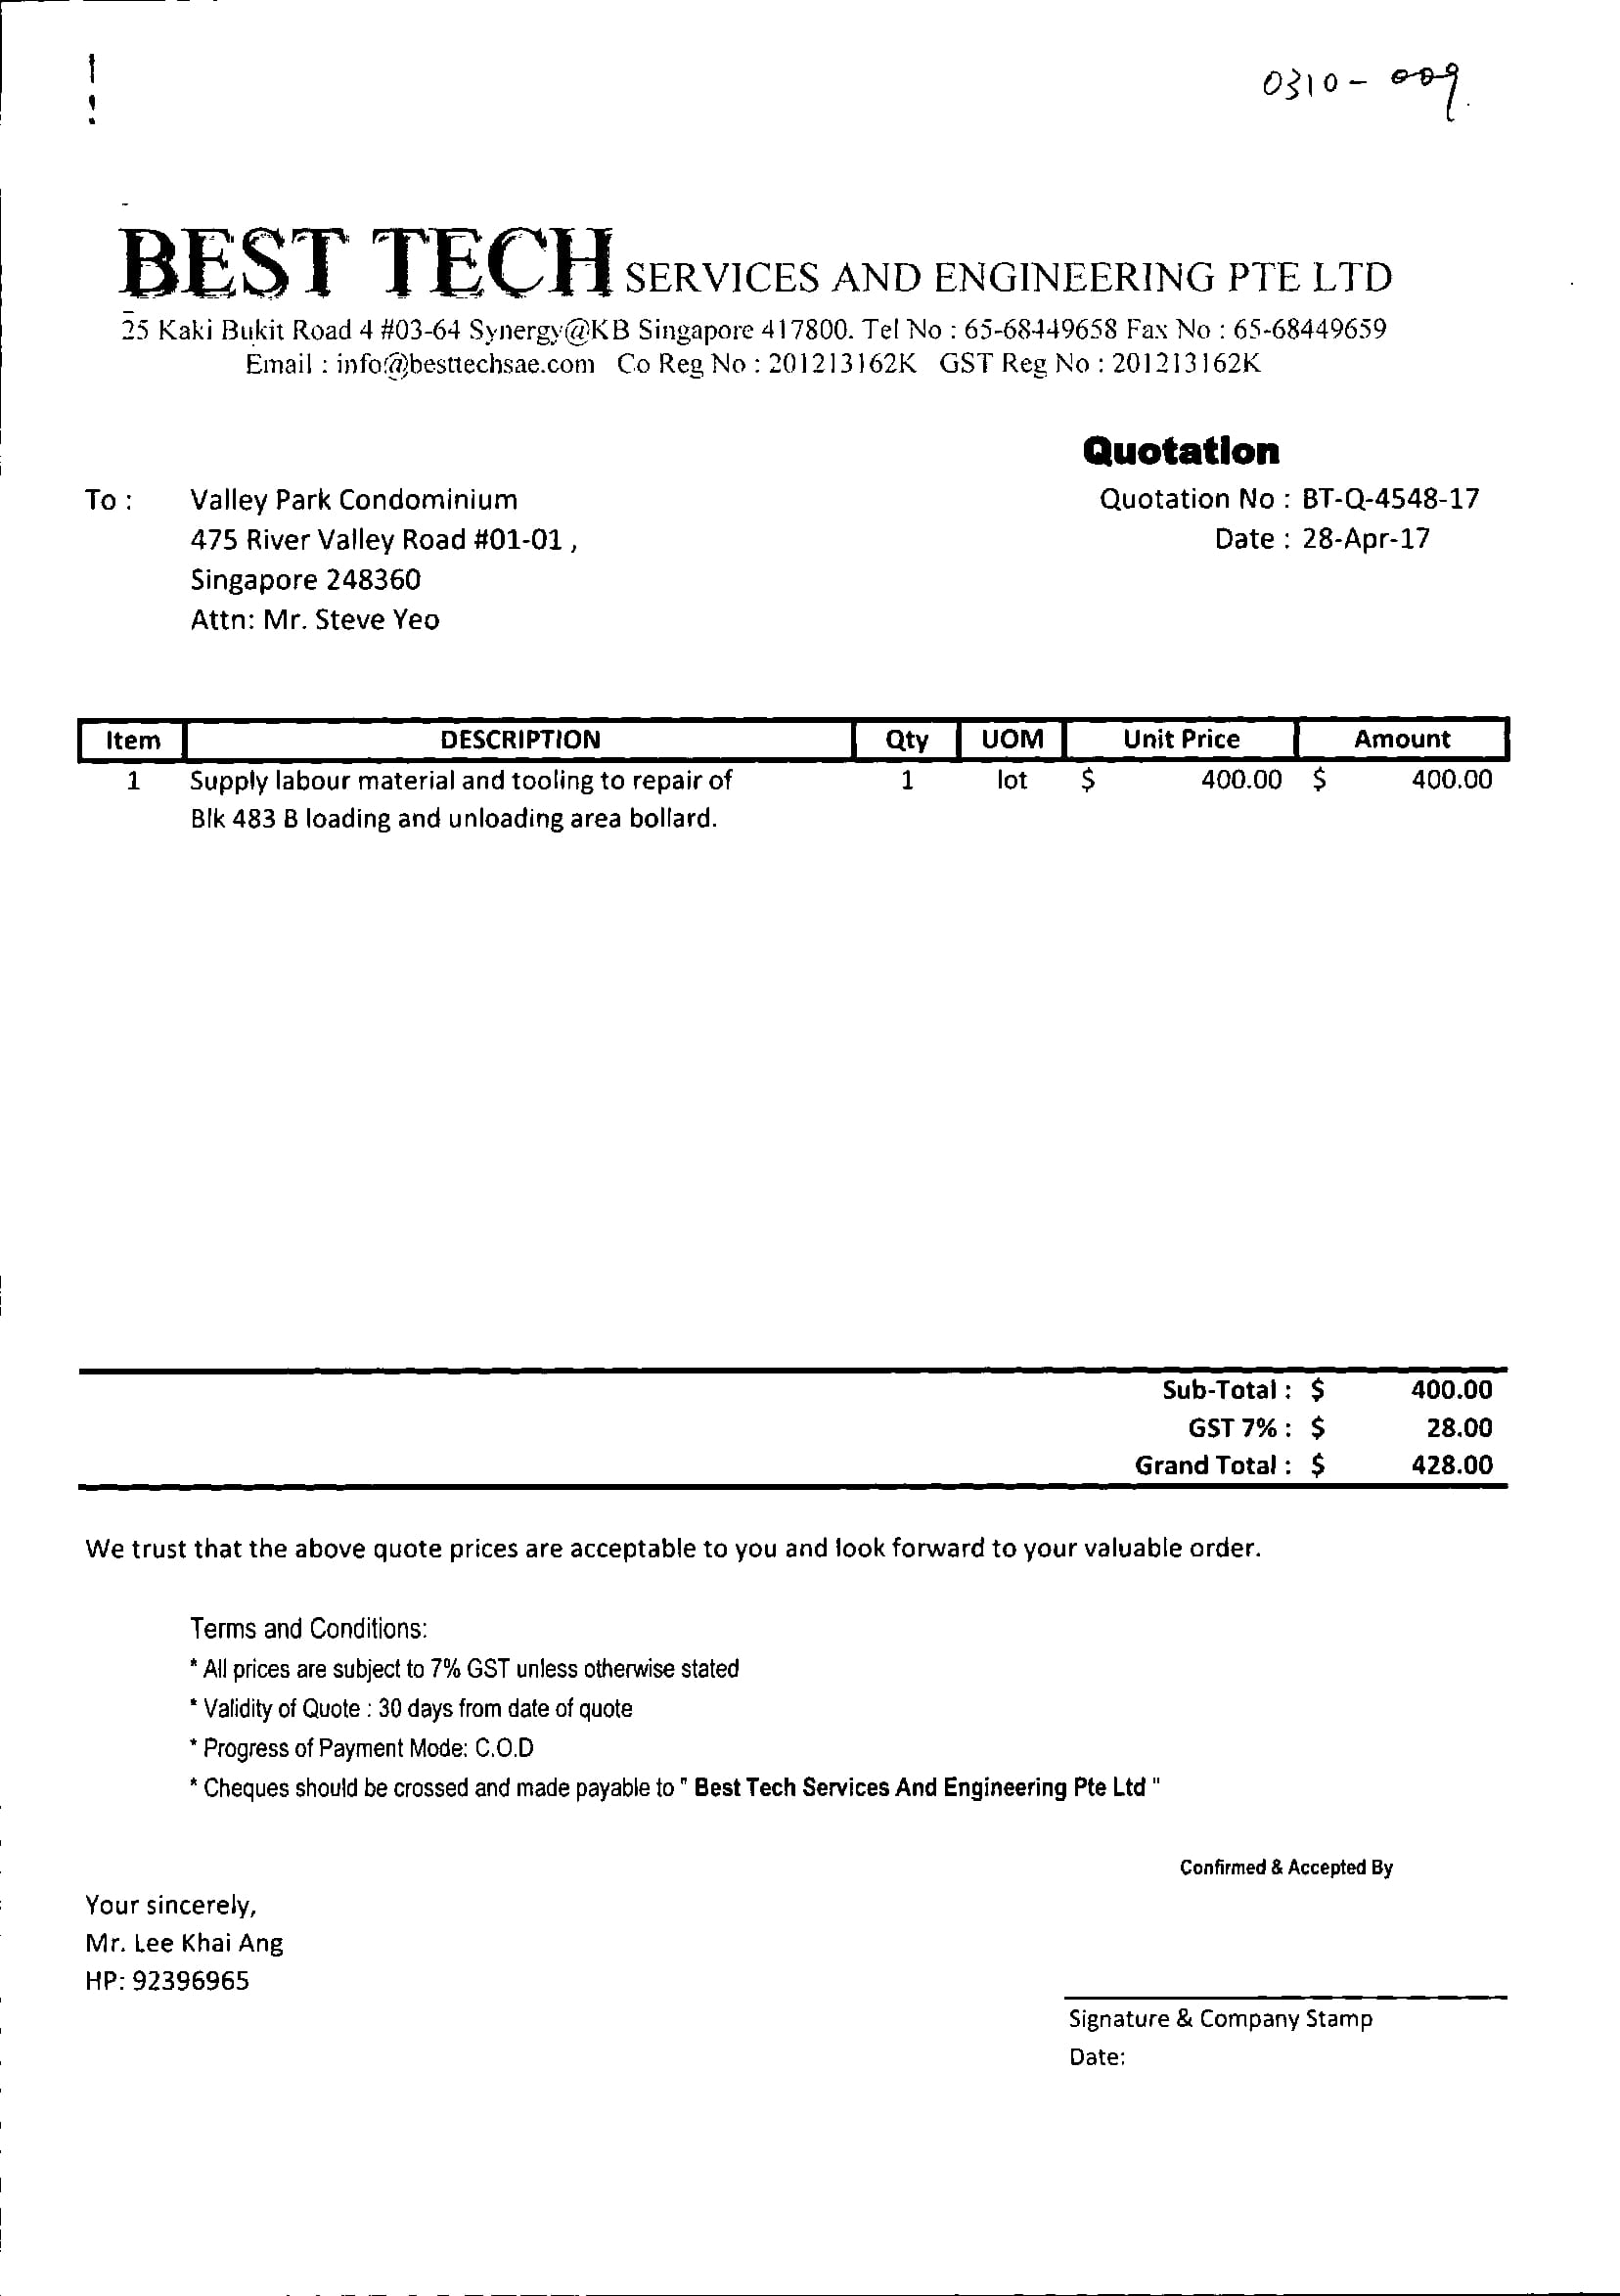 0310-009
BEST TECH SERVICES AND ENGINEERING PTE LTD
25 Kaki Bukit Road 4 #03-64 Synergy@KB Singapore 417800. Tel No : 65-68449658 Fax No : 65-68449659
Email : info@besttechsae.com Co Reg No : 201213162K GST Reg No : 201213162K
Quotation
To : Valley Park Condominium Quotation No : BT-Q-4548-17
475 River Valley Road #01-01 , Date : 28-Apr-17
Singapore 248360
Attn: Mr. Steve Yeo
Item DESCRIPTION Qty UOM Unit Price Amount
1 Supply labour material and tooling to repair of 1 lot $ 400.00 $ 400.00
Blk 483 B loading and unloading area bollard.
Sub-Total : $ 400.00
GST 7% : $ 28.00
Grand Total : $ 428.00
We trust that the above quote prices are acceptable to you and look forward to your valuable order.
Terms and Conditions:
* All prices are subject to 7% GST unless otherwise stated
* Validity of Quote : 30 days from date of quote
* Progress of Payment Mode: C.O.D
* Cheques should be crossed and made payable to " Best Tech Services And Engineering Pte Ltd "
Confirmed & Accepted By
Your sincerely,
Mr. Lee Khai Ang
HP: 92396965
Signature & Company Stamp
Date: